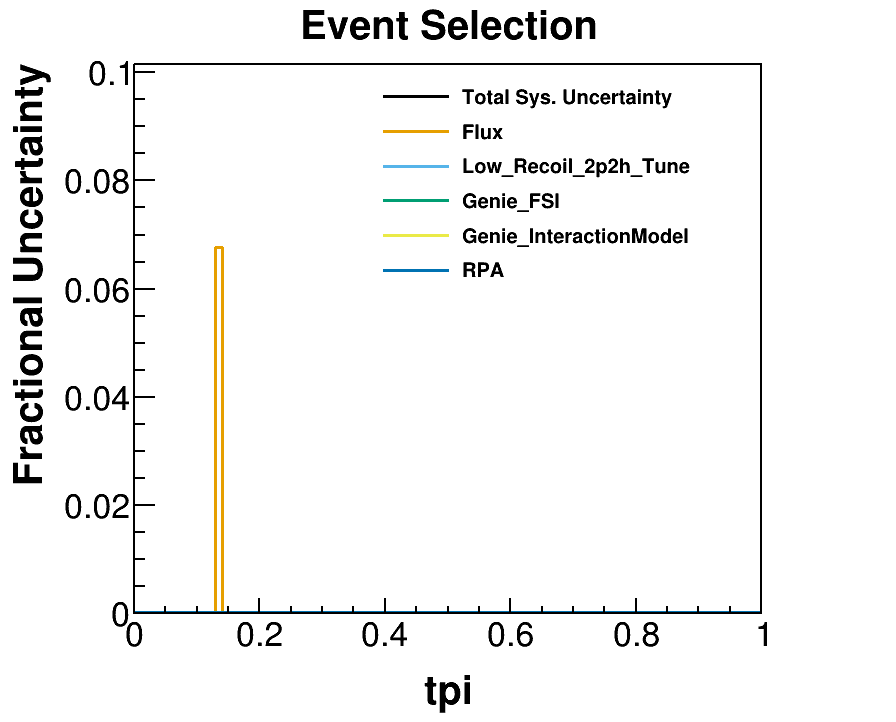 Event Selection
Fractional Uncertainty
0.1
0.08
0.06
0.04
0.02
0
Total Sys. Uncertainty
Flux
Low_Recoil_2p2h_Tune
Genie_FSI
Genie_InteractionModel
RPA
0 0.2 0.4 0.6 0.8 1
tpi